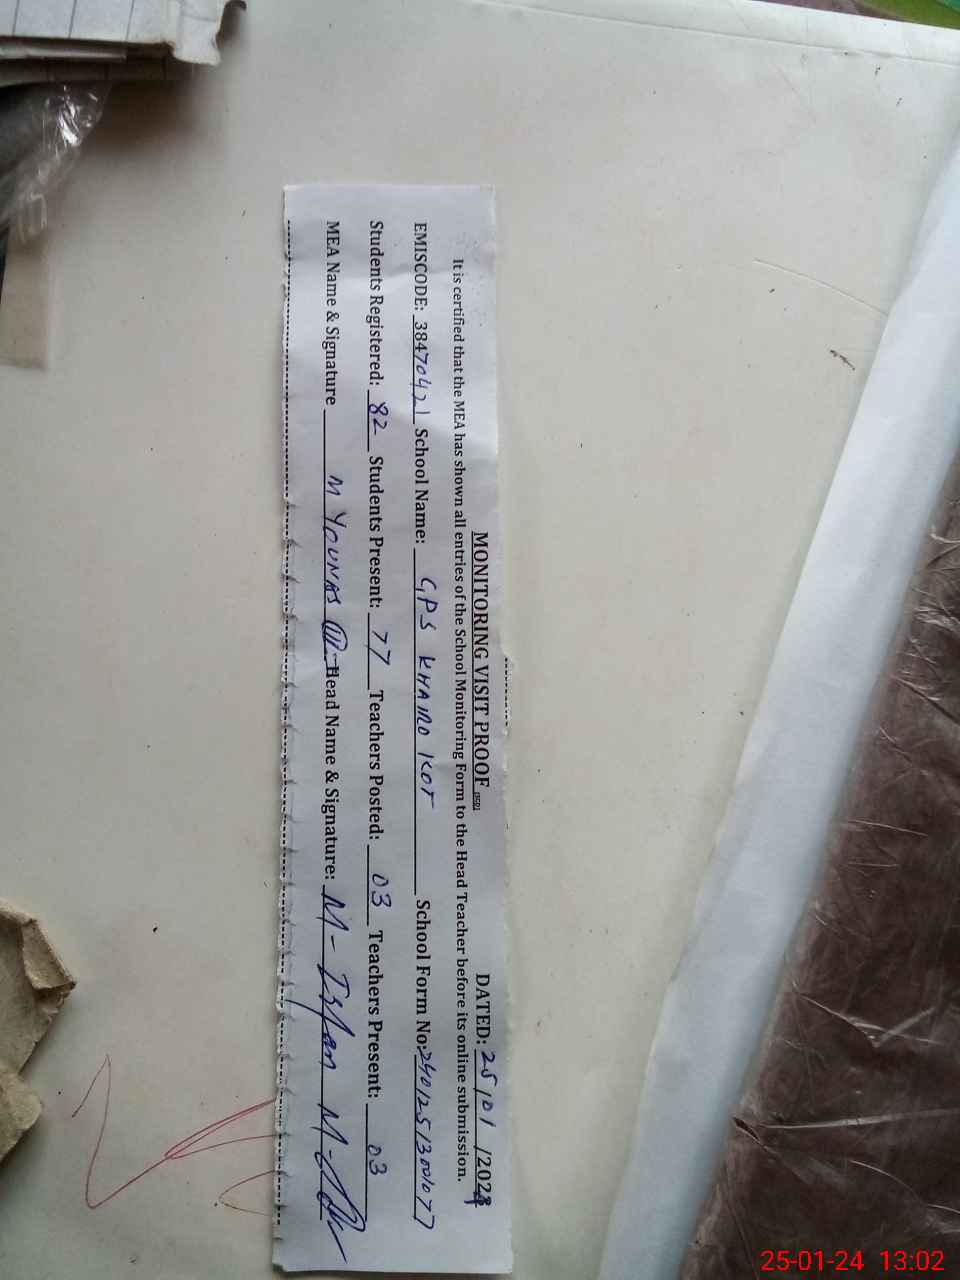 MONITORING VISIT PROOF DATED: 25/01/2024
It is certified that the MEA has shown all entries of the School Monitoring Form to the Head Teacher before its online submission.
EMISCODE: 38470421 School Name: GPS KHAIRO KOT School Form No: 24012513001077
Students Registered: 82 Students Present: 77 Teachers Posted: 03 Teachers Present: 03
MEA Name & Signature M YOUNAS Head Name & Signature: M-
25-01-24 13:02